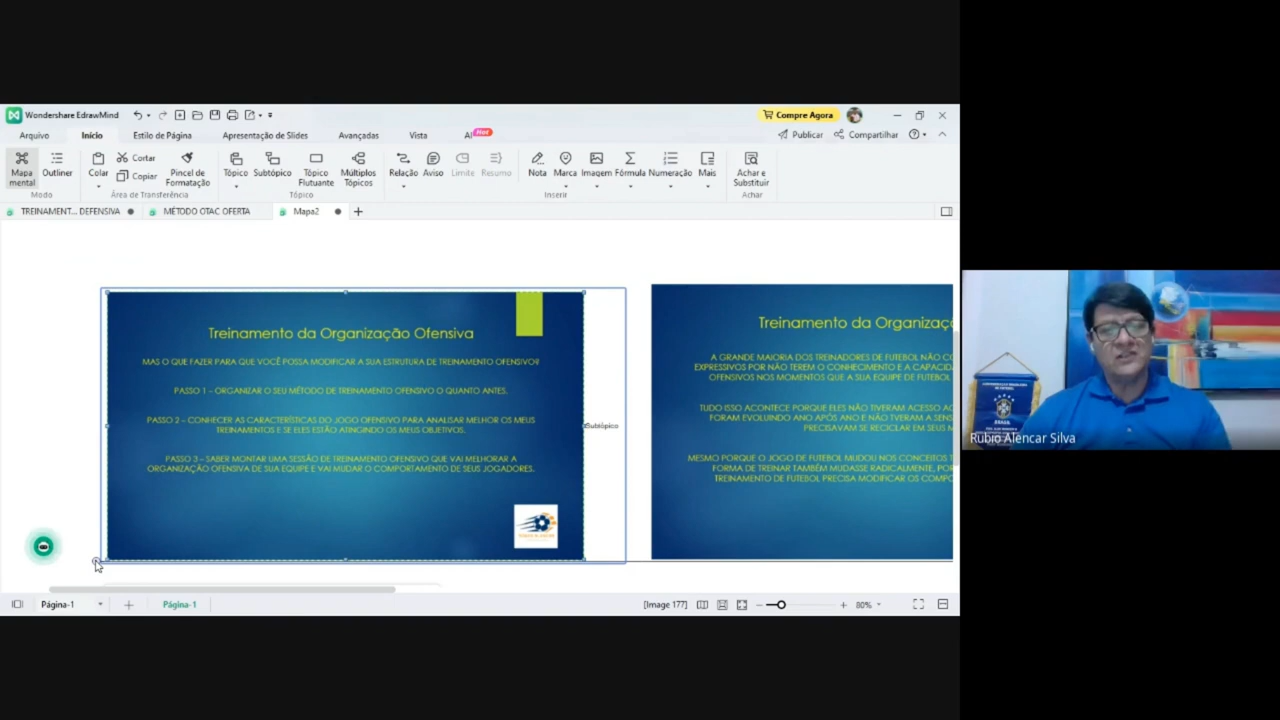 Wondershare EdrawMind
Compre Agora
Arquivo Início Estilo de Página Apresentação de Slides Avançadas Vista AI Hot
Publicar Compartilhar
Mapa mental
Outliner
Modo
Colar
Cortar
Copiar
Pincel de Formatação
Área de Transferência
Tópico
Subtópico
Tópico Flutuante
Múltiplos Tópicos
Tópico
Relação
Aviso
Limite
Resumo
Nota
Marca
Imagem
Fórmula
Numeração
Mais
Inserir
Achar e Substituir
Achar
TREINAMENT... DEFENSIVA
MÉTODO OTAC OFERTA
Mapa2
Treinamento da Organização Ofensiva
MAS O QUE FAZER PARA QUE VOCÊ POSSA MODIFICAR A SUA ESTRUTURA DE TREINAMENTO OFENSIVO?
PASSO 1 – ORGANIZAR O SEU MÉTODO DE TREINAMENTO OFENSIVO O QUANTO ANTES.
PASSO 2 – CONHECER AS CARACTERÍSTICAS DO JOGO OFENSIVO PARA ANALISAR MELHOR OS MEUS
TREINAMENTOS E SE ELES ESTÃO ATINGINDO OS MEUS OBJETIVOS.
PASSO 3 – SABER MONTAR UMA SESSÃO DE TREINAMENTO OFENSIVO QUE VAI MELHORAR A
ORGANIZAÇÃO OFENSIVA DE SUA EQUIPE E VAI MUDAR O COMPORTAMENTO DE SEUS JOGADORES.
Subtópico
Treinamento da Organizaç
A GRANDE MAIORIA DOS TREINADORES DE FUTEBOL NÃO CO
EXPRESSIVOS POR NÃO TEREM O CONHECIMENTO E A CAPACID
OFENSIVOS NOS MOMENTOS QUE A SUA EQUIPE DE FUTEBOL
TUDO ISSO ACONTECE PORQUE ELES NÃO TIVERAM ACESSO A
FORAM EVOLUINDO ANO APÓS ANO E NÃO TIVERAM A SENS
PRECISAVAM SE RECICLAR EM SEUS M
MESMO PORQUE O JOGO DE FUTEBOL MUDOU NOS CONCEITOS T
FORMA DE TREINAR TAMBÉM MUDASSE RADICALMENTE, POR
TREINAMENTO DE FUTEBOL PRECISA MODIFICAR OS COMPO
Página-1
Página-1
[Image 177]
80%
BRASIL
Rubio Alencar Silva